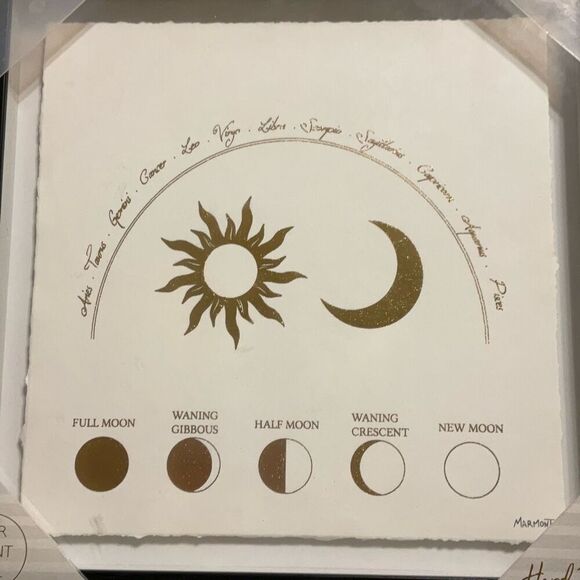 Aries · Taurus · Gemini · Cancer · Leo · Virgo · Libra · Scorpio · Sagittarius · Capricorn · Aquarius · Pisces
FULL MOON
WANING
GIBBOUS
HALF MOON
WANING
CRESCENT
NEW MOON
MARMONT